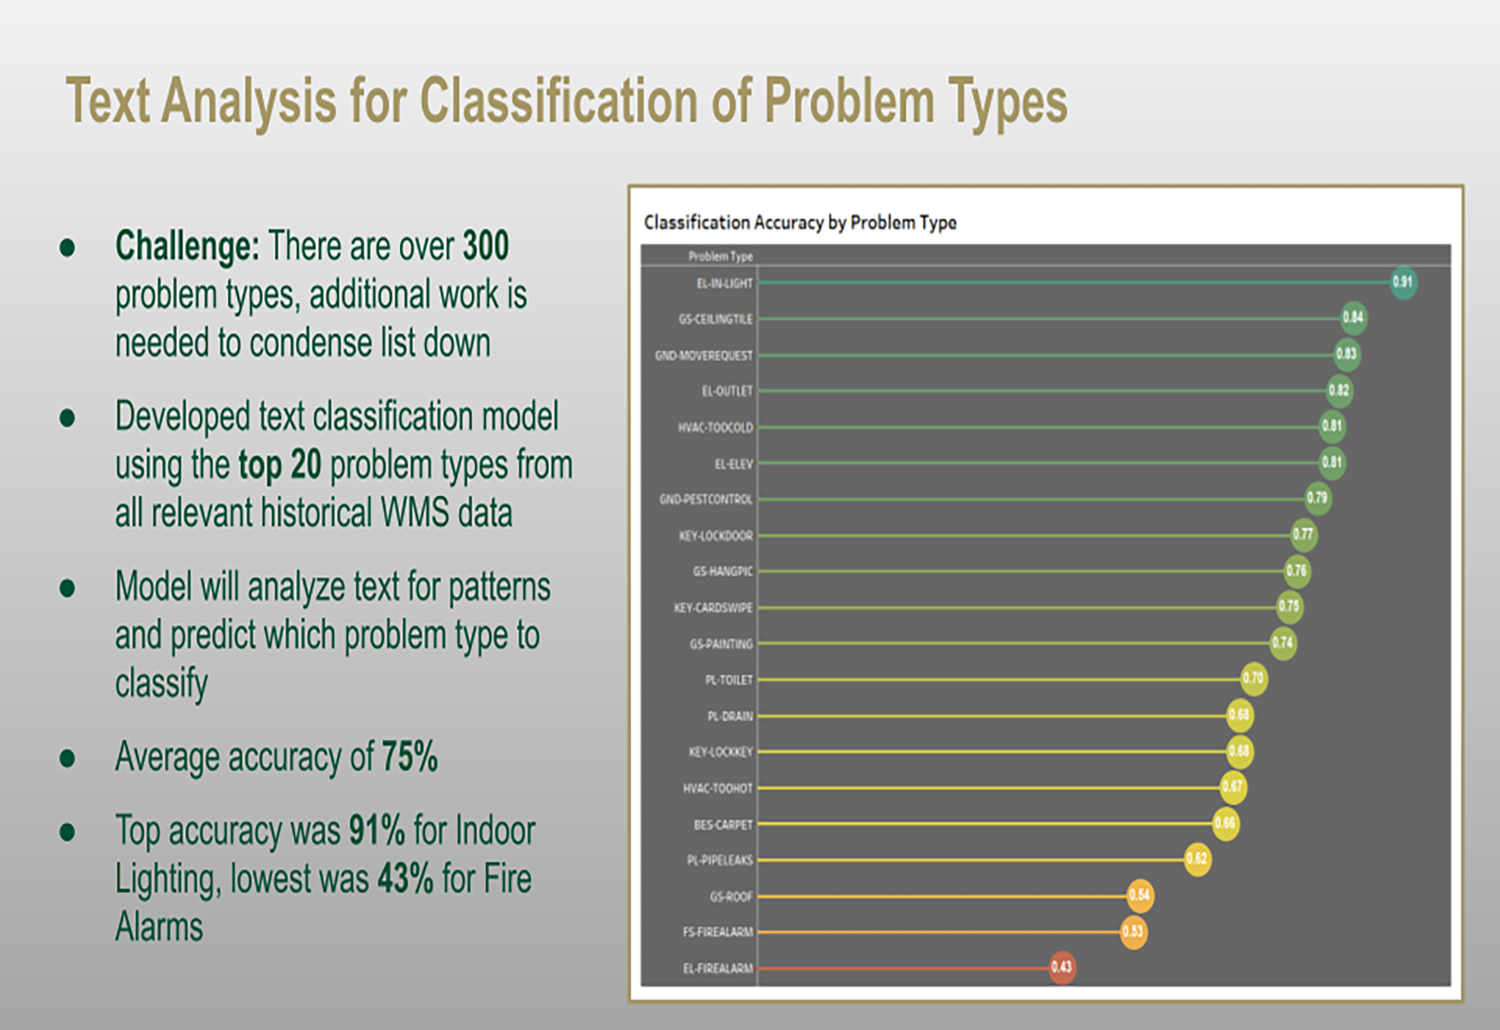 Text Analysis for Classification of Problem Types
● Challenge: There are over 300
problem types, additional work is
needed to condense list down
● Developed text classification model
using the top 20 problem types from
all relevant historical WMS data
● Model will analyze text for patterns
and predict which problem type to
classify
● Average accuracy of 75%
● Top accuracy was 91% for Indoor
Lighting, lowest was 43% for Fire
Alarms
Classification Accuracy by Problem Type
Problem Type
EL-IN-LIGHT 0.91
GS-CEILINGTILE 0.84
GND-MOVEREQUEST 0.83
EL-OUTLET 0.82
HVAC-TOOCOLD 0.81
EL-ELEV 0.81
GND-PESTCONTROL 0.79
KEY-LOCKDOOR 0.77
GS-HANGPIC 0.76
KEY-CARDSWIPE 0.75
GS-PAINTING 0.74
PL-TOILET 0.70
PL-DRAIN 0.68
KEY-LOCKKEY 0.68
HVAC-TOOHOT 0.67
BES-CARPET 0.66
PL-PIPELEAKS 0.62
GS-ROOF 0.54
FS-FIREALARM 0.53
EL-FIREALARM 0.43